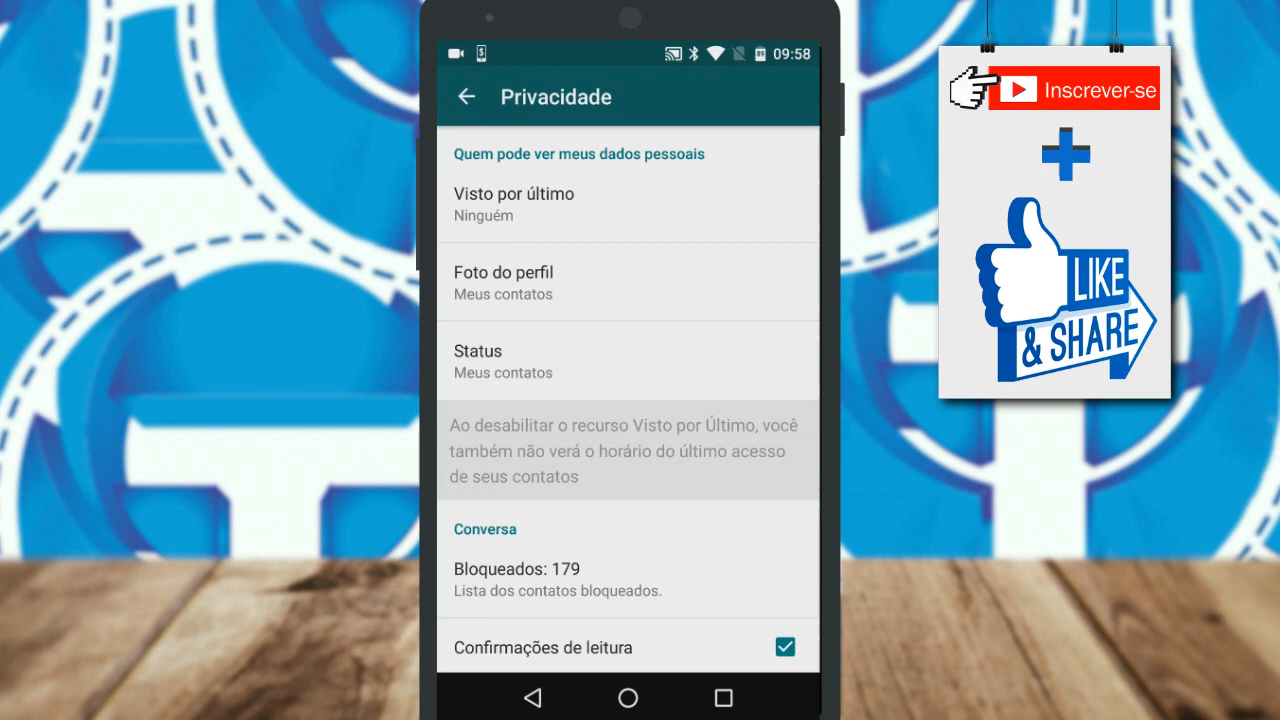 09:58
Privacidade
Quem pode ver meus dados pessoais
Visto por último
Ninguém
Foto do perfil
Meus contatos
Status
Meus contatos
Ao desabilitar o recurso Visto por Último, você
também não verá o horário do último acesso
de seus contatos
Conversa
Bloqueados: 179
Lista dos contatos bloqueados.
Confirmações de leitura
Inscrever-se
LIKE
& SHARE